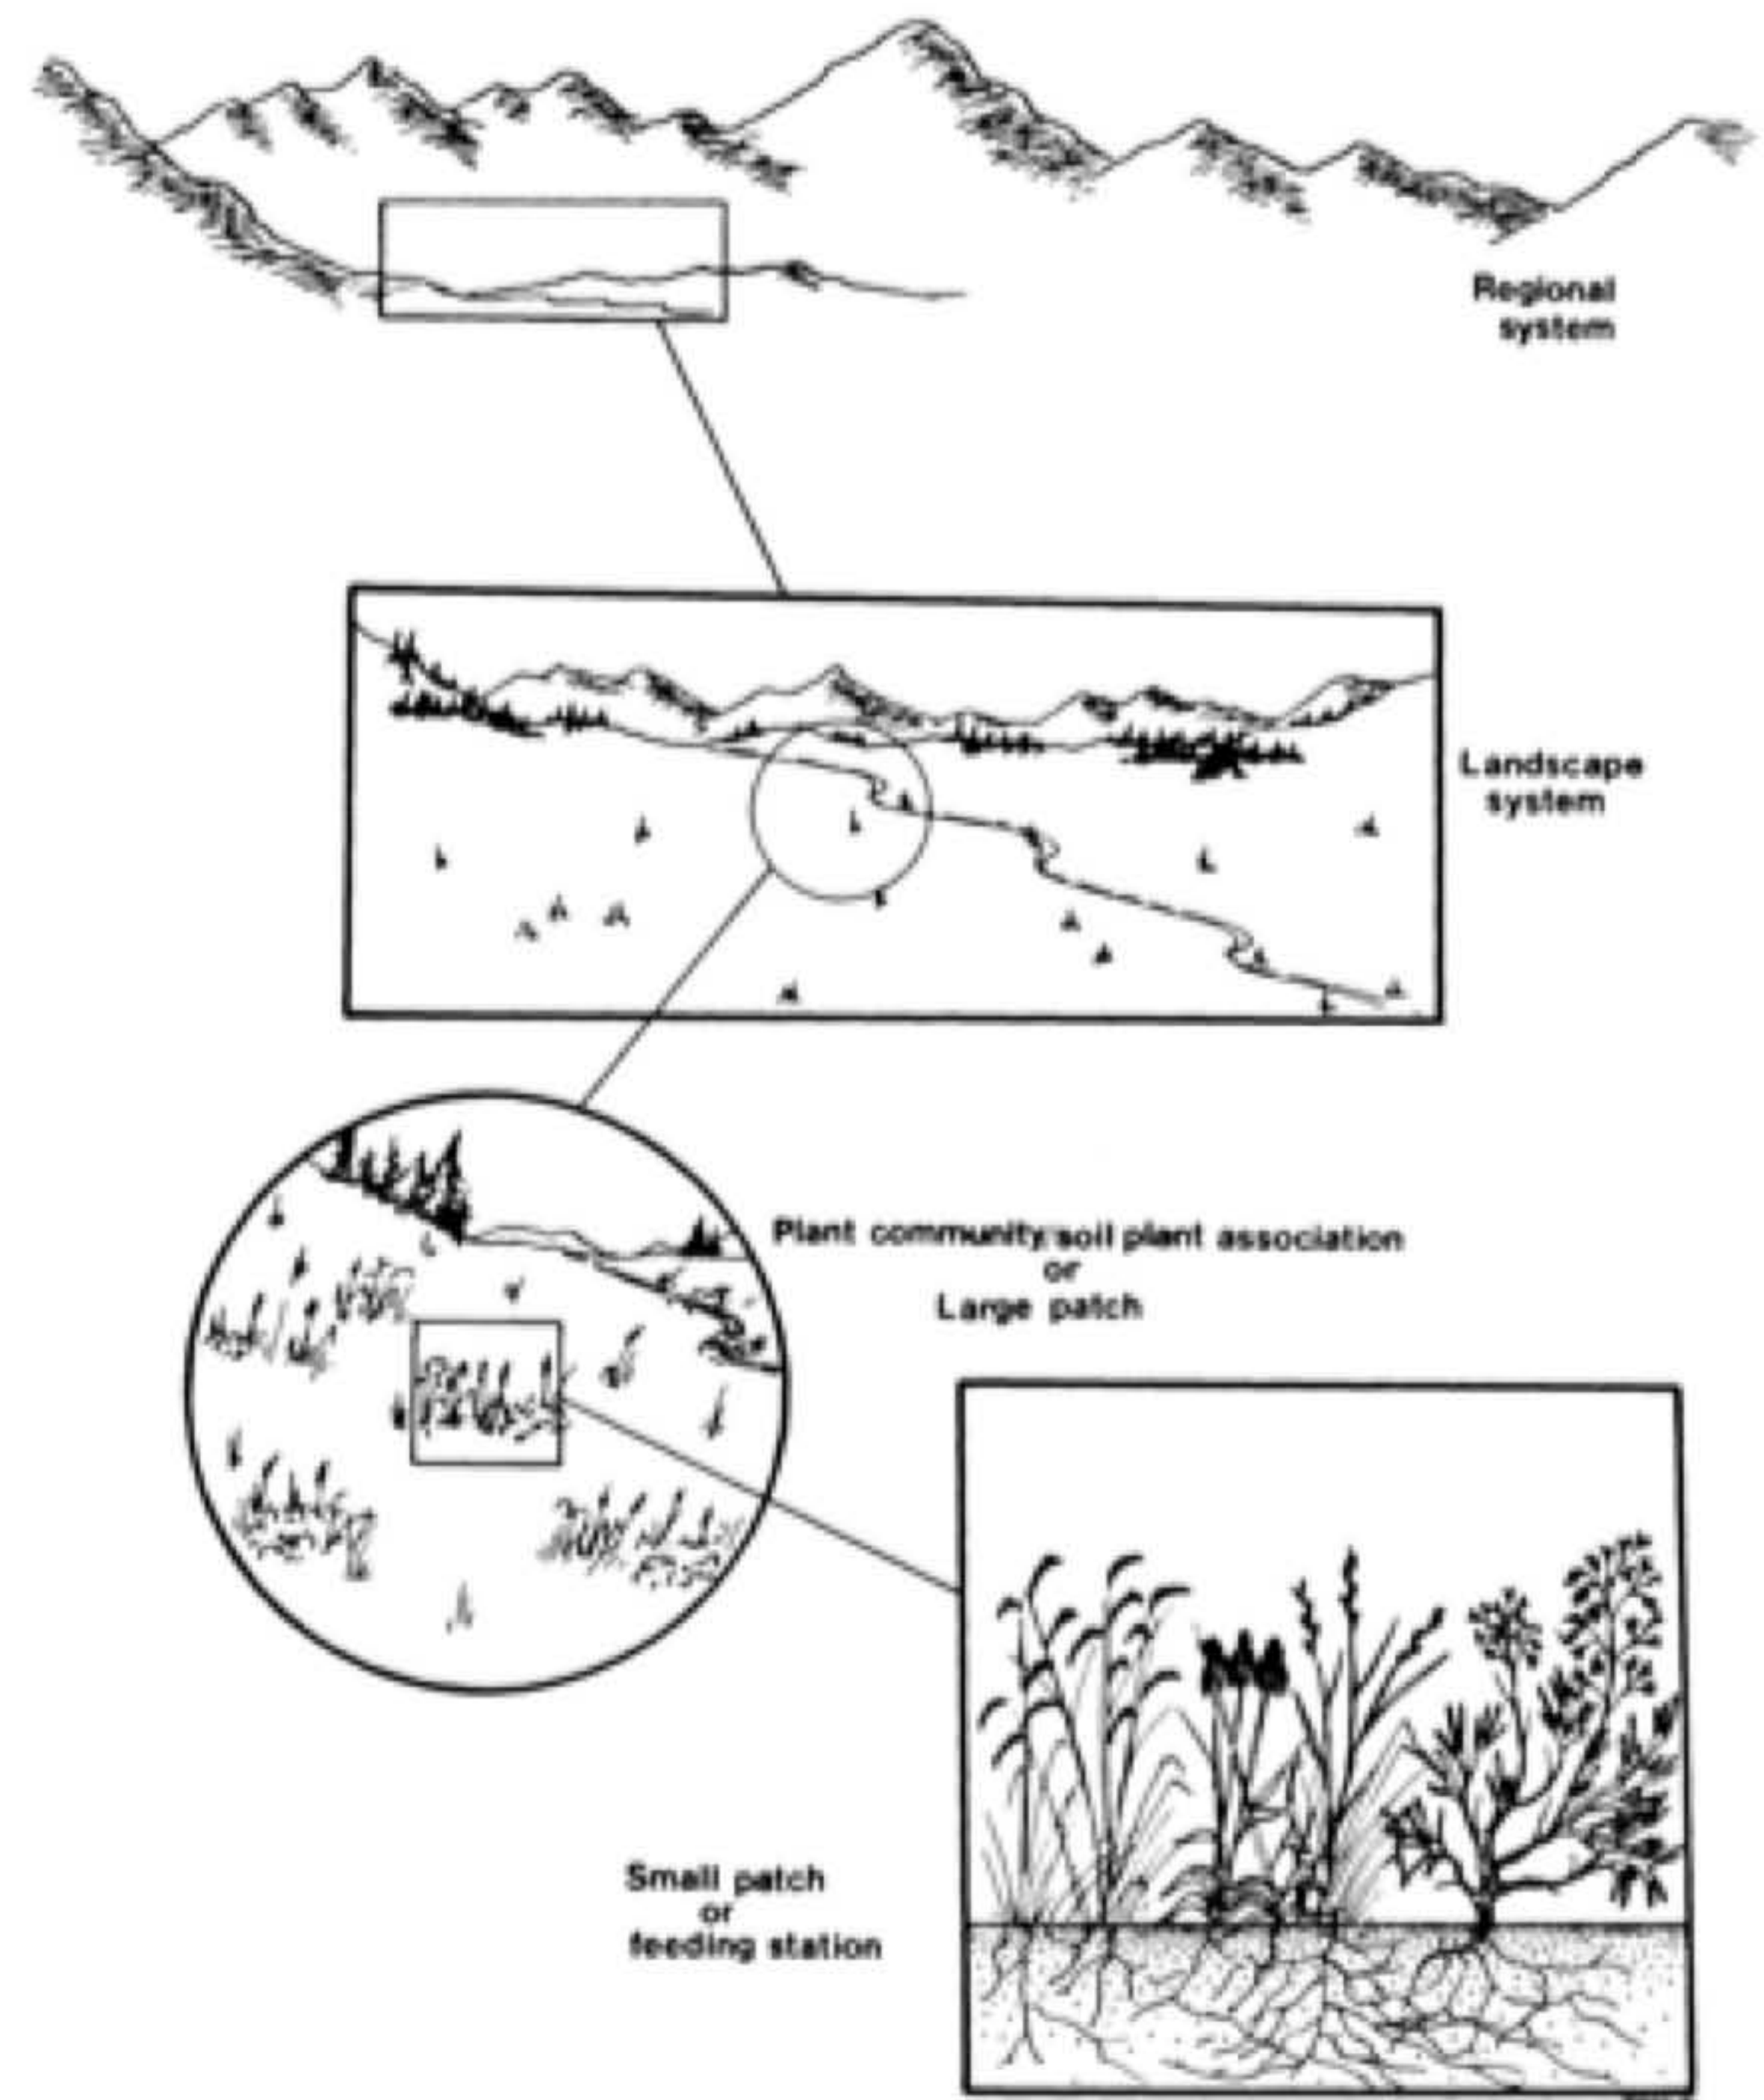 Regional
system
Landscape
system
Plant community/soil plant association
or
Large patch
Small patch
or
feeding station